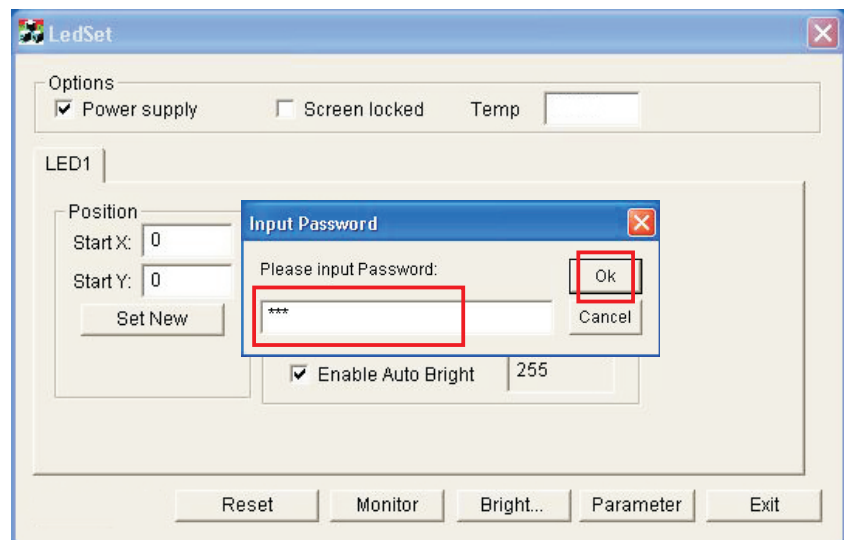 LedSet
Options
Power supply Screen locked Temp
LED1
Position
Start X: 0
Start Y: 0
Set New
Input Password
Please input Password:
Ok
***
Cancel
Enable Auto Bright 255
Reset Monitor Bright... Parameter Exit